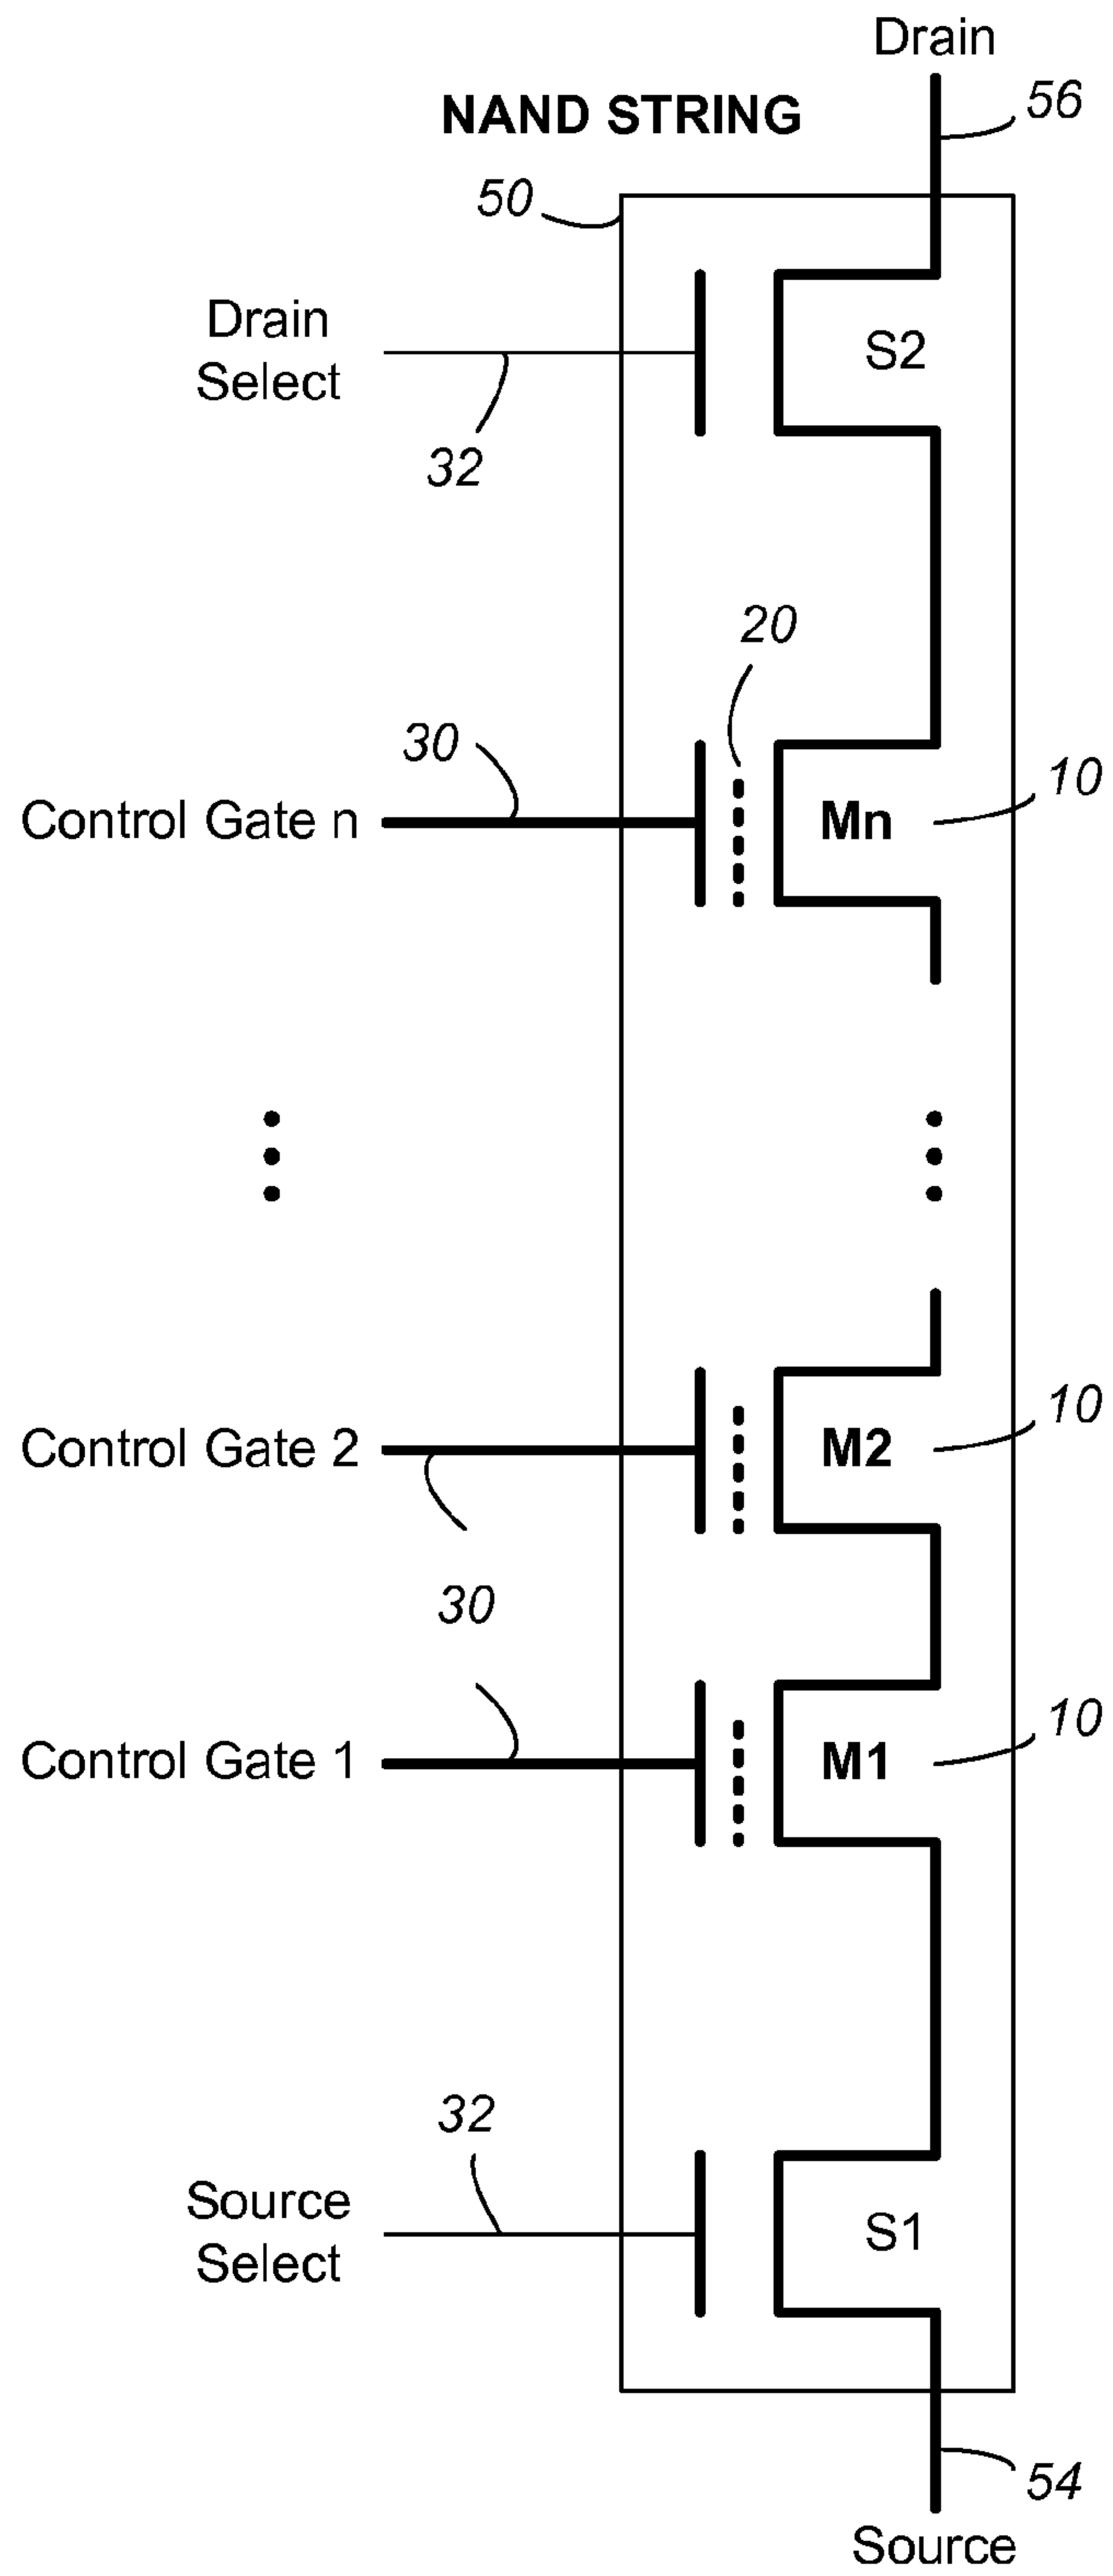 Drain
56
NAND STRING
50
Drain
Select
S2
32
20
30
10
Control Gate n
Mn
10
Control Gate 2
M2
30
10
Control Gate 1
M1
32
Source
Select
S1
54
Source